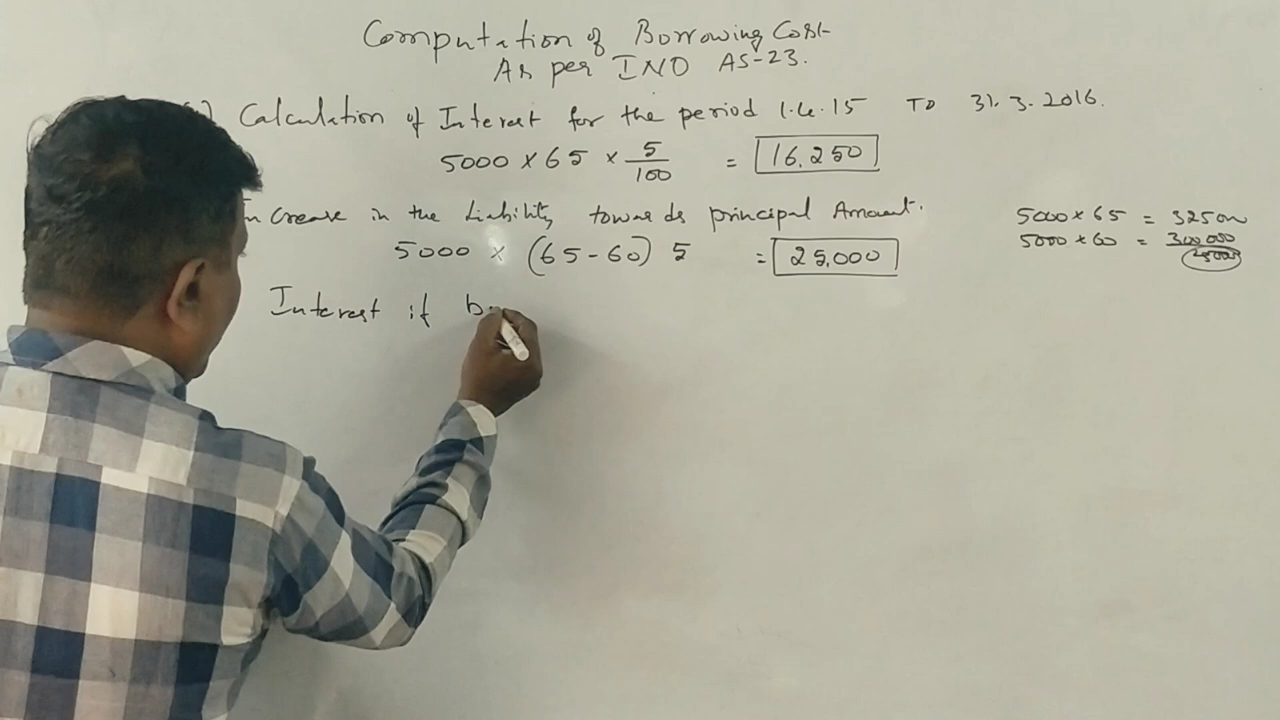 Computation of Borrowing Cost
As per IND AS-23.
Calculation of Interest for the period 1.4.15 TO 31.3.2016.
5000 × 65 × 5/100 = 16,250
Increase in the Liability towards principal Amount.
5000 × (65-60) 5 = 25,000
5000 × 65 = 325000
5000 × 60 = 300000
25000
Interest if